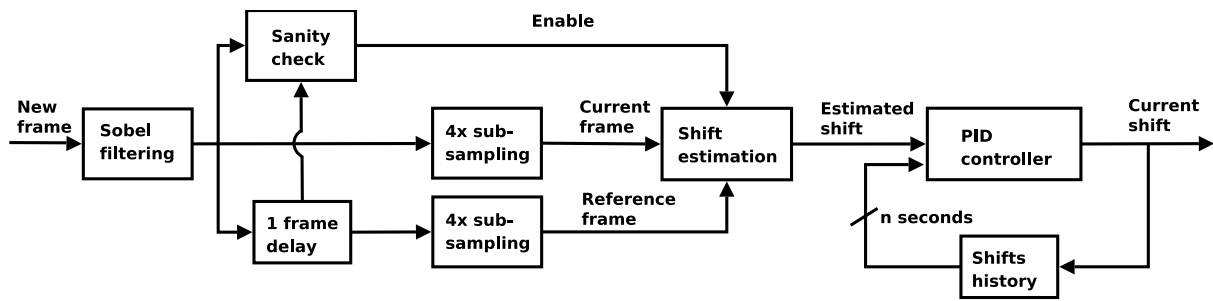 Enable
Sanity
check
New
frame
Sobel
filtering
4x sub-
sampling
Current
frame
Shift
estimation
Estimated
shift
PID
controller
Current
shift
1 frame
delay
4x sub-
sampling
Reference
frame
n seconds
Shifts
history